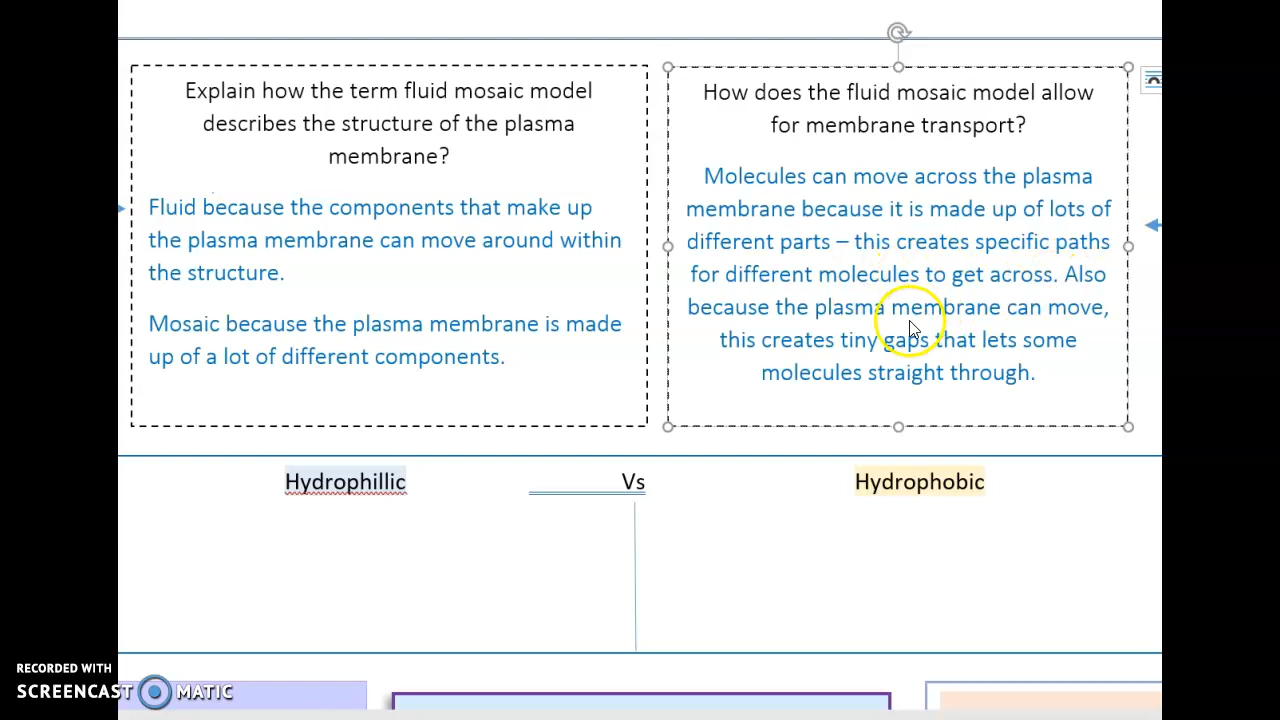 Explain how the term fluid mosaic model
describes the structure of the plasma
membrane?
Fluid because the components that make up
the plasma membrane can move around within
the structure.
Mosaic because the plasma membrane is made
up of a lot of different components.
How does the fluid mosaic model allow
for membrane transport?
Molecules can move across the plasma
membrane because it is made up of lots of
different parts – this creates specific paths
for different molecules to get across. Also
because the plasma membrane can move,
this creates tiny gaps that lets some
molecules straight through.
Hydrophillic Vs Hydrophobic
RECORDED WITH
SCREENCAST MATIC